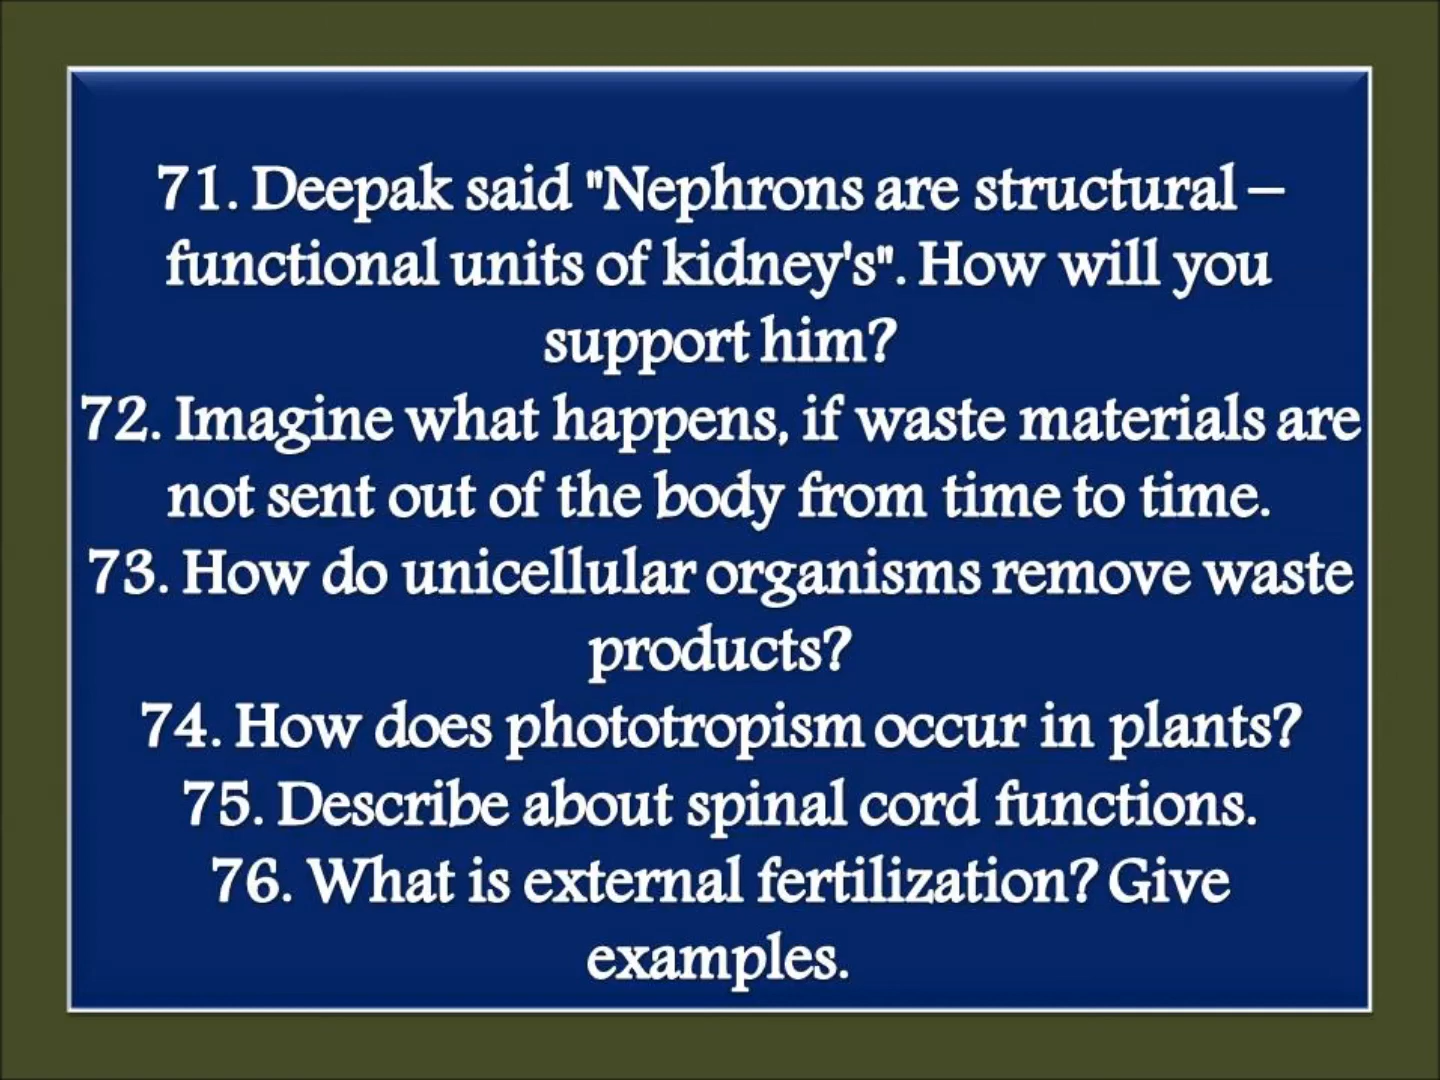 71. Deepak said "Nephrons are structural –
functional units of kidney's". How will you
support him?
72. Imagine what happens, if waste materials are
not sent out of the body from time to time.
73. How do unicellular organisms remove waste
products?
74. How does phototropism occur in plants?
75. Describe about spinal cord functions.
76. What is external fertilization? Give
examples.